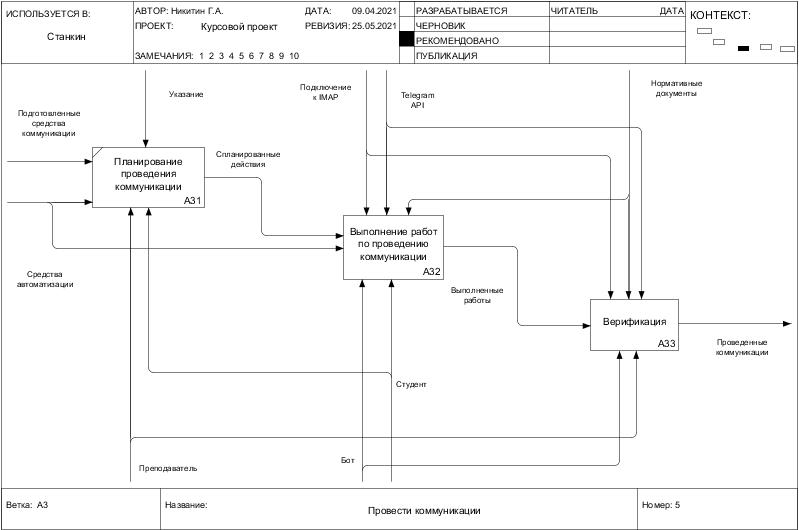 ИСПОЛЬЗУЕТСЯ В:
Станкин
АВТОР: Никитин Г.А.
ДАТА: 09.04.2021
ПРОЕКТ: Курсовой проект
РЕВИЗИЯ: 25.05.2021
ЗАМЕЧАНИЯ: 1 2 3 4 5 6 7 8 9 10
РАЗРАБАТЫВАЕТСЯ
ЧЕРНОВИК
РЕКОМЕНДОВАНО
ПУБЛИКАЦИЯ
ЧИТАТЕЛЬ
ДАТА
КОНТЕКСТ:
Указание
Подключение
к IMAP
Telegram
API
Нормативные
документы
Подготовленные
средства
коммуникации
Планирование
проведения
коммуникации
A31
Спланированные
действия
Выполнение работ
по проведению
коммуникации
A32
Средства
автоматизации
Выполненные
работы
Верификация
A33
Проведенные
коммуникации
Студент
Бот
Преподаватель
Ветка: A3
Название:
Провести коммуникации
Номер: 5